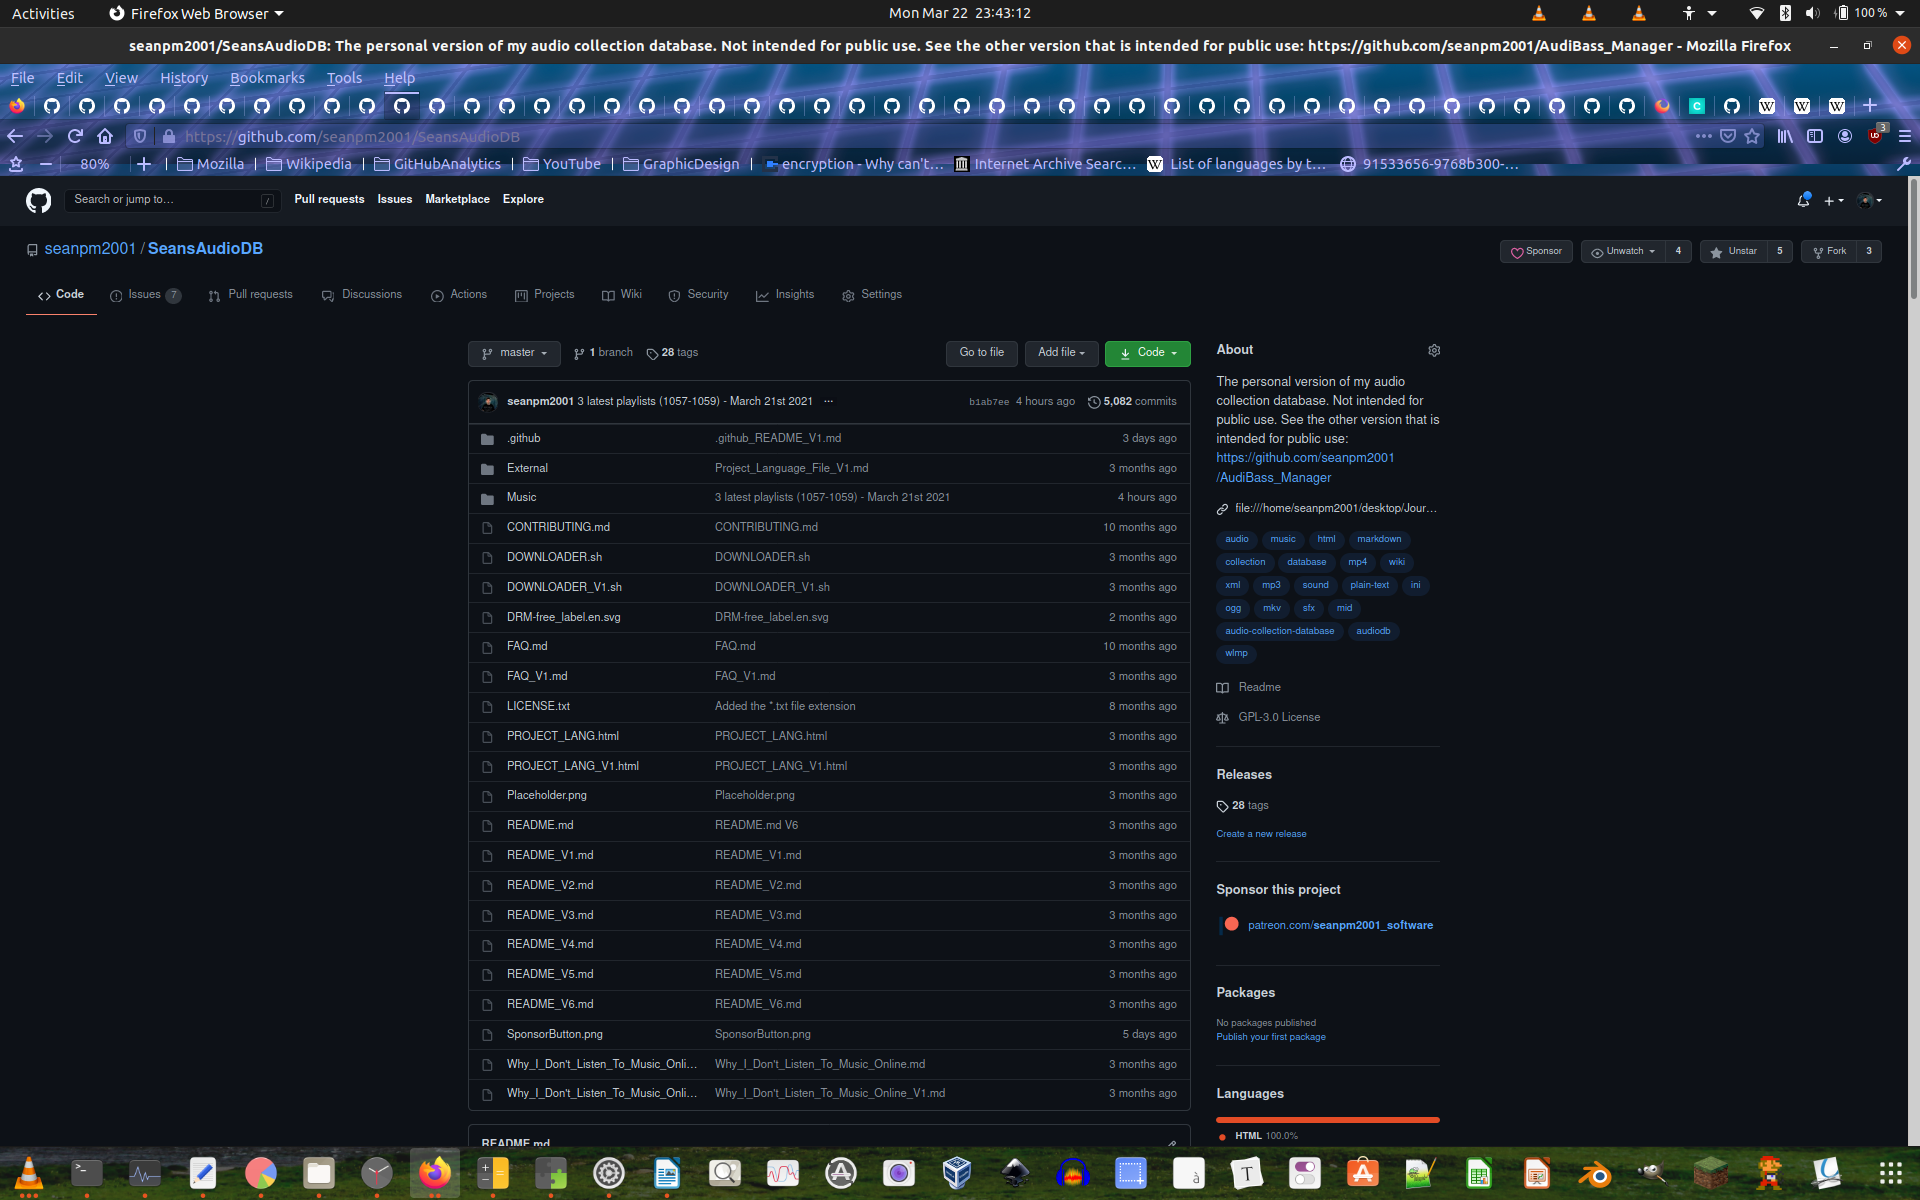 Activities Firefox Web Browser Mon Mar 22 23:43:12 100 %
seanpm2001/SeansAudioDB: The personal version of my audio collection database. Not intended for public use. See the other version that is intended for public use: https://github.com/seanpm2001/AudiBass_Manager - Mozilla Firefox
File Edit View History Bookmarks Tools Help
https://github.com/seanpm2001/SeansAudioDB 3
80% Mozilla Wikipedia GitHubAnalytics YouTube GraphicDesign encryption - Why can't… Internet Archive Searc… List of languages by t… 91533656-9768b300-…
Search or jump to… / Pull requests Issues Marketplace Explore
seanpm2001 / SeansAudioDB Sponsor Unwatch 4 Unstar 5 Fork 3
Code Issues 7 Pull requests Discussions Actions Projects Wiki Security Insights Settings
master 1 branch 28 tags Go to file Add file Code
seanpm2001 3 latest playlists (1057-1059) - March 21st 2021 ... b1ab7ee 4 hours ago 5,082 commits
.github .github_README_V1.md 3 days ago
External Project_Language_File_V1.md 3 months ago
Music 3 latest playlists (1057-1059) - March 21st 2021 4 hours ago
CONTRIBUTING.md CONTRIBUTING.md 10 months ago
DOWNLOADER.sh DOWNLOADER.sh 3 months ago
DOWNLOADER_V1.sh DOWNLOADER_V1.sh 3 months ago
DRM-free_label.en.svg DRM-free_label.en.svg 2 months ago
FAQ.md FAQ.md 10 months ago
FAQ_V1.md FAQ_V1.md 3 months ago
LICENSE.txt Added the *.txt file extension 8 months ago
PROJECT_LANG.html PROJECT_LANG.html 3 months ago
PROJECT_LANG_V1.html PROJECT_LANG_V1.html 3 months ago
Placeholder.png Placeholder.png 3 months ago
README.md README.md V6 3 months ago
README_V1.md README_V1.md 3 months ago
README_V2.md README_V2.md 3 months ago
README_V3.md README_V3.md 3 months ago
README_V4.md README_V4.md 3 months ago
README_V5.md README_V5.md 3 months ago
README_V6.md README_V6.md 3 months ago
SponsorButton.png SponsorButton.png 5 days ago
Why_I_Don't_Listen_To_Music_Onli… Why_I_Don't_Listen_To_Music_Online.md 3 months ago
Why_I_Don't_Listen_To_Music_Onli… Why_I_Don't_Listen_To_Music_Online_V1.md 3 months ago
README.md
About
The personal version of my audio
collection database. Not intended for
public use. See the other version that is
intended for public use:
https://github.com/seanpm2001
/AudiBass_Manager
file:///home/seanpm2001/desktop/Jour…
audio music html markdown
collection database mp4 wiki
xml mp3 sound plain-text ini
ogg mkv sfx mid
audio-collection-database audiodb
wlmp
Readme
GPL-3.0 License
Releases
28 tags
Create a new release
Sponsor this project
patreon.com/seanpm2001_software
Packages
No packages published
Publish your first package
Languages
HTML 100.0%